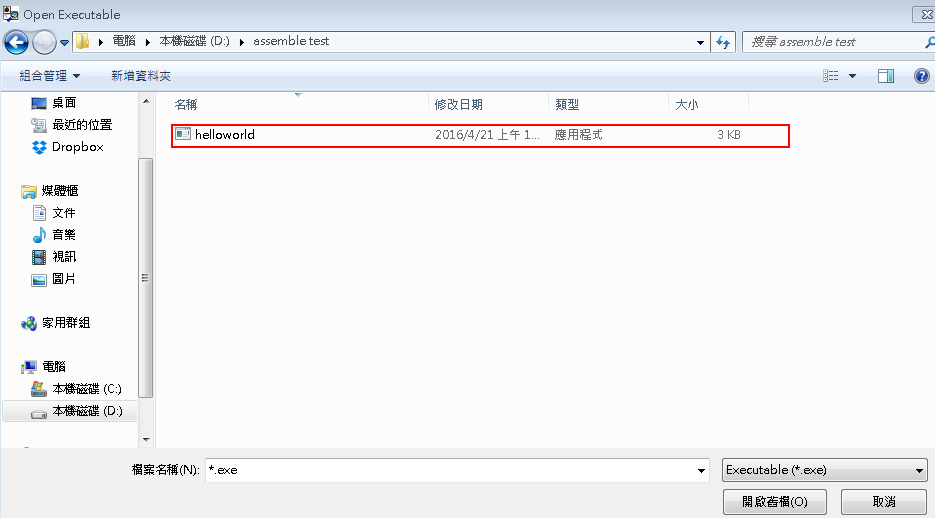 Open Executable
電腦 本機磁碟 (D:) assemble test
搜尋 assemble test
組合管理 新增資料夾
名稱 修改日期 類型 大小
helloworld 2016/4/21 上午 1... 應用程式 3 KB
桌面
最近的位置
Dropbox
媒體櫃
文件
音樂
視訊
圖片
家用群組
電腦
本機磁碟 (C:)
本機磁碟 (D:)
檔案名稱(N): *.exe Executable (*.exe)
開啟舊檔(O) 取消